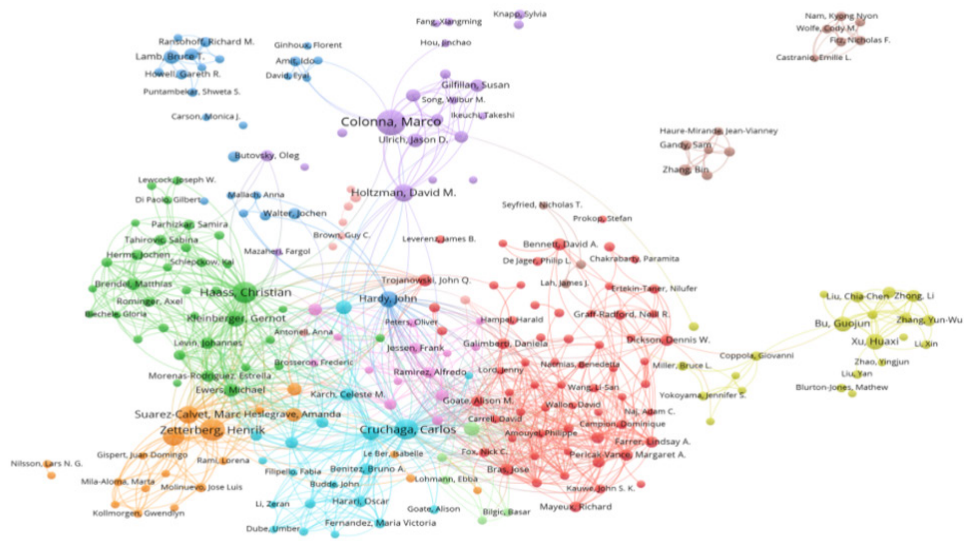 Fang, Xiangming
Knapp, Sylvia
Nam, Kyong Nyon
Wolfe, Cody M.
Fitz, Nicholas F.
Castranio, Emilie L.
Hou, Jinchao
Ransohoff, Richard M.
Lamb, Bruce T.
Howell, Gareth R.
Puntambekar, Shweta S.
Ginhoux, Florent
Amit, Ido
David, Eyal
Gilfillan, Susan
Song, Wilbur M.
Ikeuchi, Takeshi
Colonna, Marco
Ulrich, Jason D.
Carson, Monica J.
Haure-Mirande, Jean-Vianney
Gandy, Sam
Zhang, Bin
Butovsky, Oleg
Lewcock, Joseph W.
Di Paolo, Gilbert
Mallach, Anna
Walter, Jochen
Holtzman, David M.
Seyfried, Nicholas T.
Prokop, Stefan
Parhizkar, Samira
Tahirovic, Sabina
Herms, Jochen
Schlepckow, Kai
Brown, Guy C.
Mazaheri, Fargol
Leverenz, James B.
Bennett, David A.
De Jager, Philip L.
Chakrabarty, Paramita
Lah, James J.
Ertekin-Taner, Nilufer
Brendel, Matthias
Rominger, Axel
Biechele, Gloria
Haass, Christian
Kleinberger, Gernot
Trojanowski, John Q.
Hardy, John
Peters, Oliver
Hampel, Harald
Graff-Radford, Neill R.
Liu, Chia-Chen
Zhong, Li
Bu, Guojun
Zhang, Yun-Wu
Xu, Huaxi
Li, Xin
Antonell, Anna
Levin, Johannes
Jessen, Frank
Galimberti, Daniela
Dickson, Dennis W.
Coppola, Giovanni
Miller, Bruce L.
Zhao, Yingjun
Liu, Yan
Blurton-Jones, Mathew
Brosseron, Frederic
Ramirez, Alfredo
Lord, Jenny
Nacmias, Benedetta
Morenas-Rodriguez, Estrella
Ewers, Michael
Karch, Celeste M.
Goate, Alison M.
Wang, Li-San
Yokoyama, Jennifer S.
Suarez-Calvet, Marc
Heslegrave, Amanda
Wallon, David
Naj, Adam C.
Carrell, David
Campion, Dominique
Zetterberg, Henrik
Cruchaga, Carlos
Amouyel, Philippe
Farrer, Lindsay A.
Pericak-Vance, Margaret A.
Gispert, Juan Domingo
Rami, Lorena
Le Ber, Isabelle
Fox, Nick C.
Nilsson, Lars N. G.
Filipello, Fabia
Benitez, Bruno A.
Bras, Jose
Mila-Aloma, Marta
Molinuevo, Jose Luis
Budde, John
Lohmann, Ebba
Kauwe, John S. K.
Kollmorgen, Gwendlyn
Li, Zeran
Harari, Oscar
Goate, Alison
Bilgic, Basar
Mayeux, Richard
Dube, Umber
Fernandez, Maria Victoria